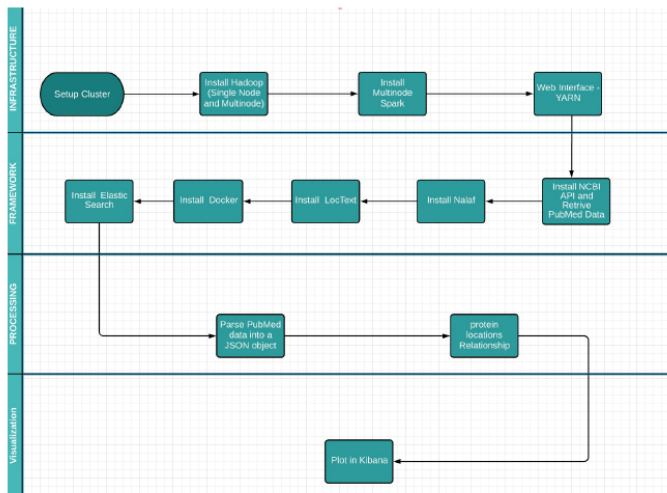 INFRASTRUCTURE
Setup Cluster
Install Hadoop
(Single Node
and Multinode)
Install
Multinode
Spark
Web Interface -
YARN
FRAMEWORK
Install Elastic
Search
Install Docker
Install LocText
Install Nalaf
Install NCBI
API and
Retrive
PubMed Data
PROCESSING
Parse PubMed
data into a
JSON object
protein
locations
Relationship
Visualization
Plot in Kibana